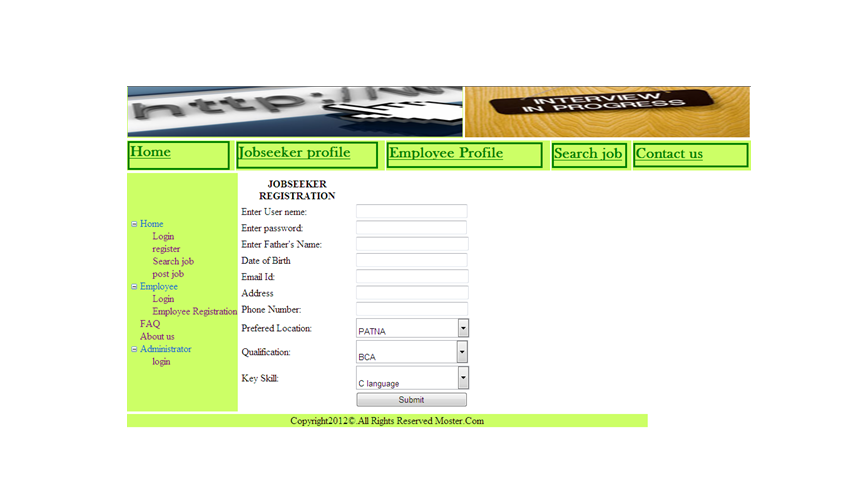 http://w
INTERVIEW
IN PROGRESS
Home
Jobseeker profile
Employee Profile
Search job
Contact us
Home
Login
register
Search job
post job
Employee
Login
Employee Registration
FAQ
About us
Administrator
login
JOBSEEKER
REGISTRATION
Enter User neme:
Enter password:
Enter Father's Name:
Date of Birth
Email Id:
Address
Phone Number:
Prefered Location:
PATNA
Qualification:
BCA
Key Skill:
C language
Submit
Copyright2012©.All Rights Reserved Moster.Com